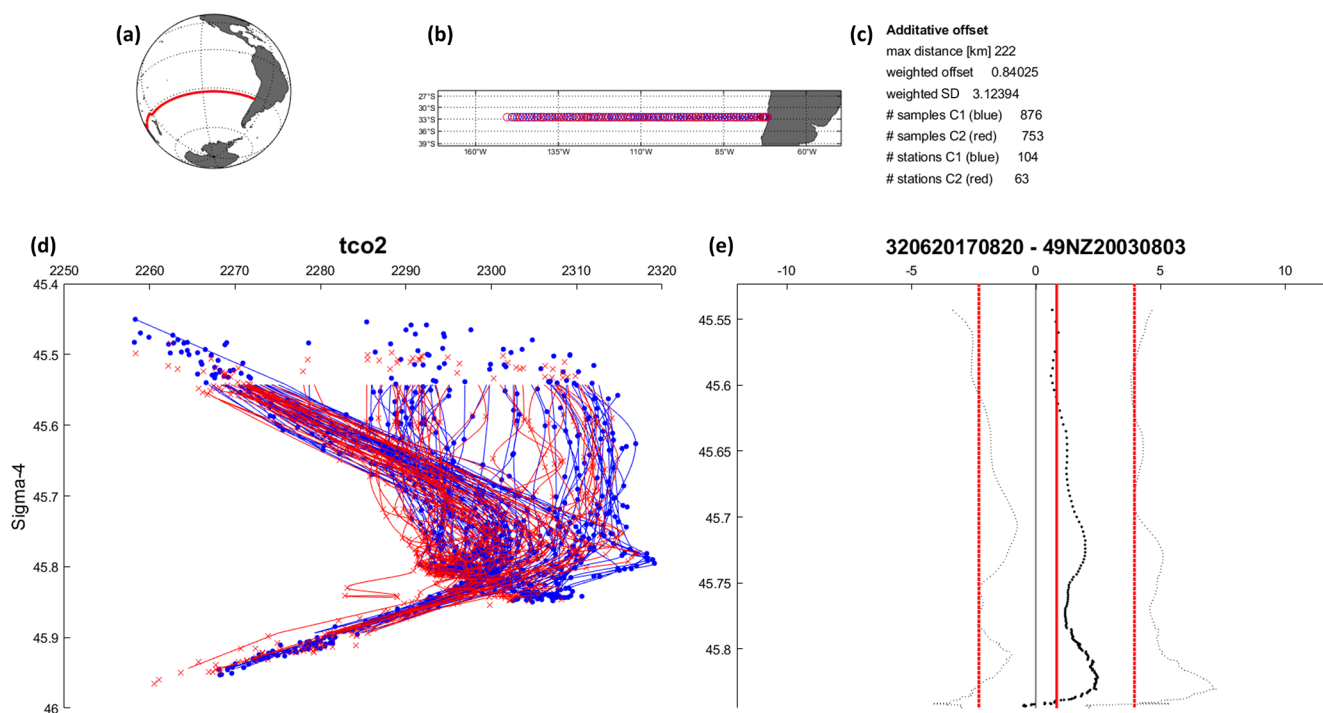 (a)
(b)
(c)
Additative offset
max distance [km] 222
weighted offset 0.84025
weighted SD 3.12394
# samples C1 (blue) 876
# samples C2 (red) 753
# stations C1 (blue) 104
# stations C2 (red) 63
27°S
30°S
33°S
36°S
39°S
160°W 135°W 110°W 85°W 60°W
(d)
tco2
2250 2260 2270 2280 2290 2300 2310 2320
45.4
45.5
45.6
45.7
45.8
45.9
46
Sigma-4
(e)
320620170820 - 49NZ20030803
-10 -5 0 5 10
45.55
45.6
45.65
45.7
45.75
45.8